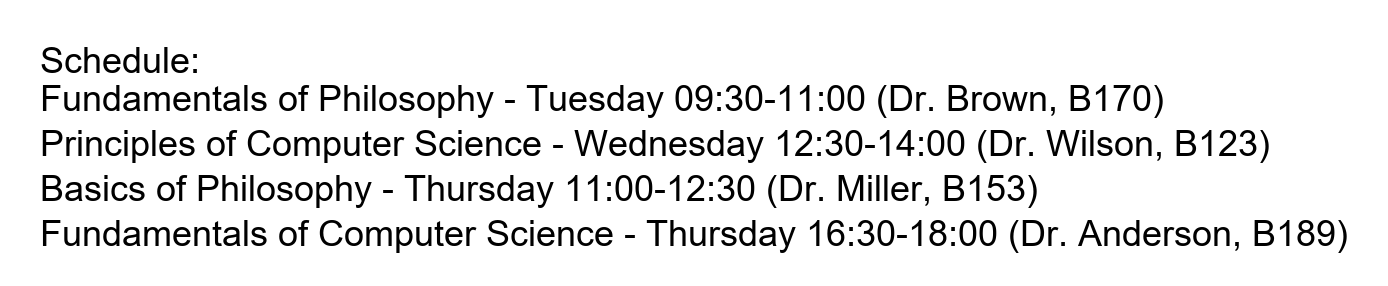 Schedule:
Fundamentals of Philosophy - Tuesday 09:30-11:00 (Dr. Brown, B170)
Principles of Computer Science - Wednesday 12:30-14:00 (Dr. Wilson, B123)
Basics of Philosophy - Thursday 11:00-12:30 (Dr. Miller, B153)
Fundamentals of Computer Science - Thursday 16:30-18:00 (Dr. Anderson, B189)